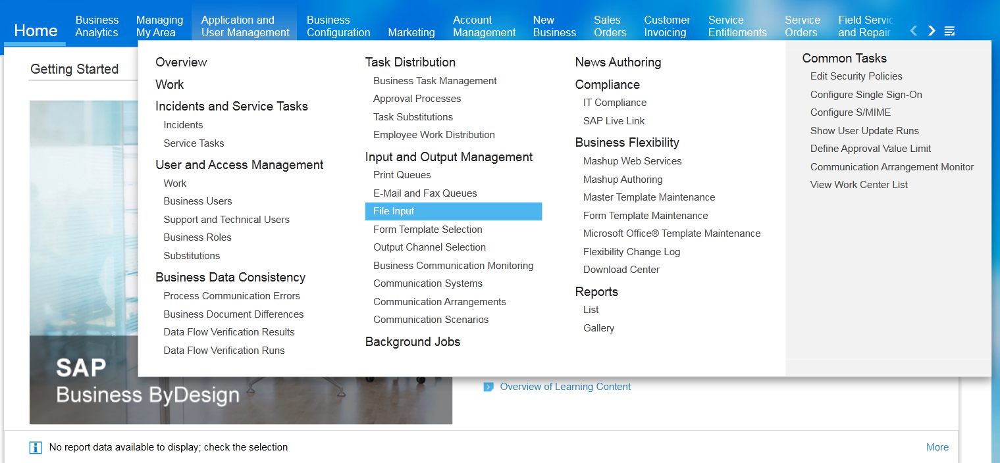 Home
Business Analytics
Managing My Area
Application and User Management
Business Configuration
Marketing
Account Management
New Business
Sales Orders
Customer Invoicing
Service Entitlements
Service Orders
Field Servic
and Repair
Getting Started
Overview
Work
Incidents and Service Tasks
Incidents
Service Tasks
User and Access Management
Work
Business Users
Support and Technical Users
Business Roles
Substitutions
Business Data Consistency
Process Communication Errors
Business Document Differences
Data Flow Verification Results
Data Flow Verification Runs
Task Distribution
Business Task Management
Approval Processes
Task Substitutions
Employee Work Distribution
Input and Output Management
Print Queues
E-Mail and Fax Queues
File Input
Form Template Selection
Output Channel Selection
Business Communication Monitoring
Communication Systems
Communication Arrangements
Communication Scenarios
Background Jobs
News Authoring
Compliance
IT Compliance
SAP Live Link
Business Flexibility
Mashup Web Services
Mashup Authoring
Master Template Maintenance
Form Template Maintenance
Microsoft Office® Template Maintenance
Flexibility Change Log
Download Center
Reports
List
Gallery
Common Tasks
Edit Security Policies
Configure Single Sign-On
Configure S/MIME
Show User Update Runs
Define Approval Value Limit
Communication Arrangement Monitor
View Work Center List
SAP
Business ByDesign
Overview of Learning Content
No report data available to display; check the selection
More